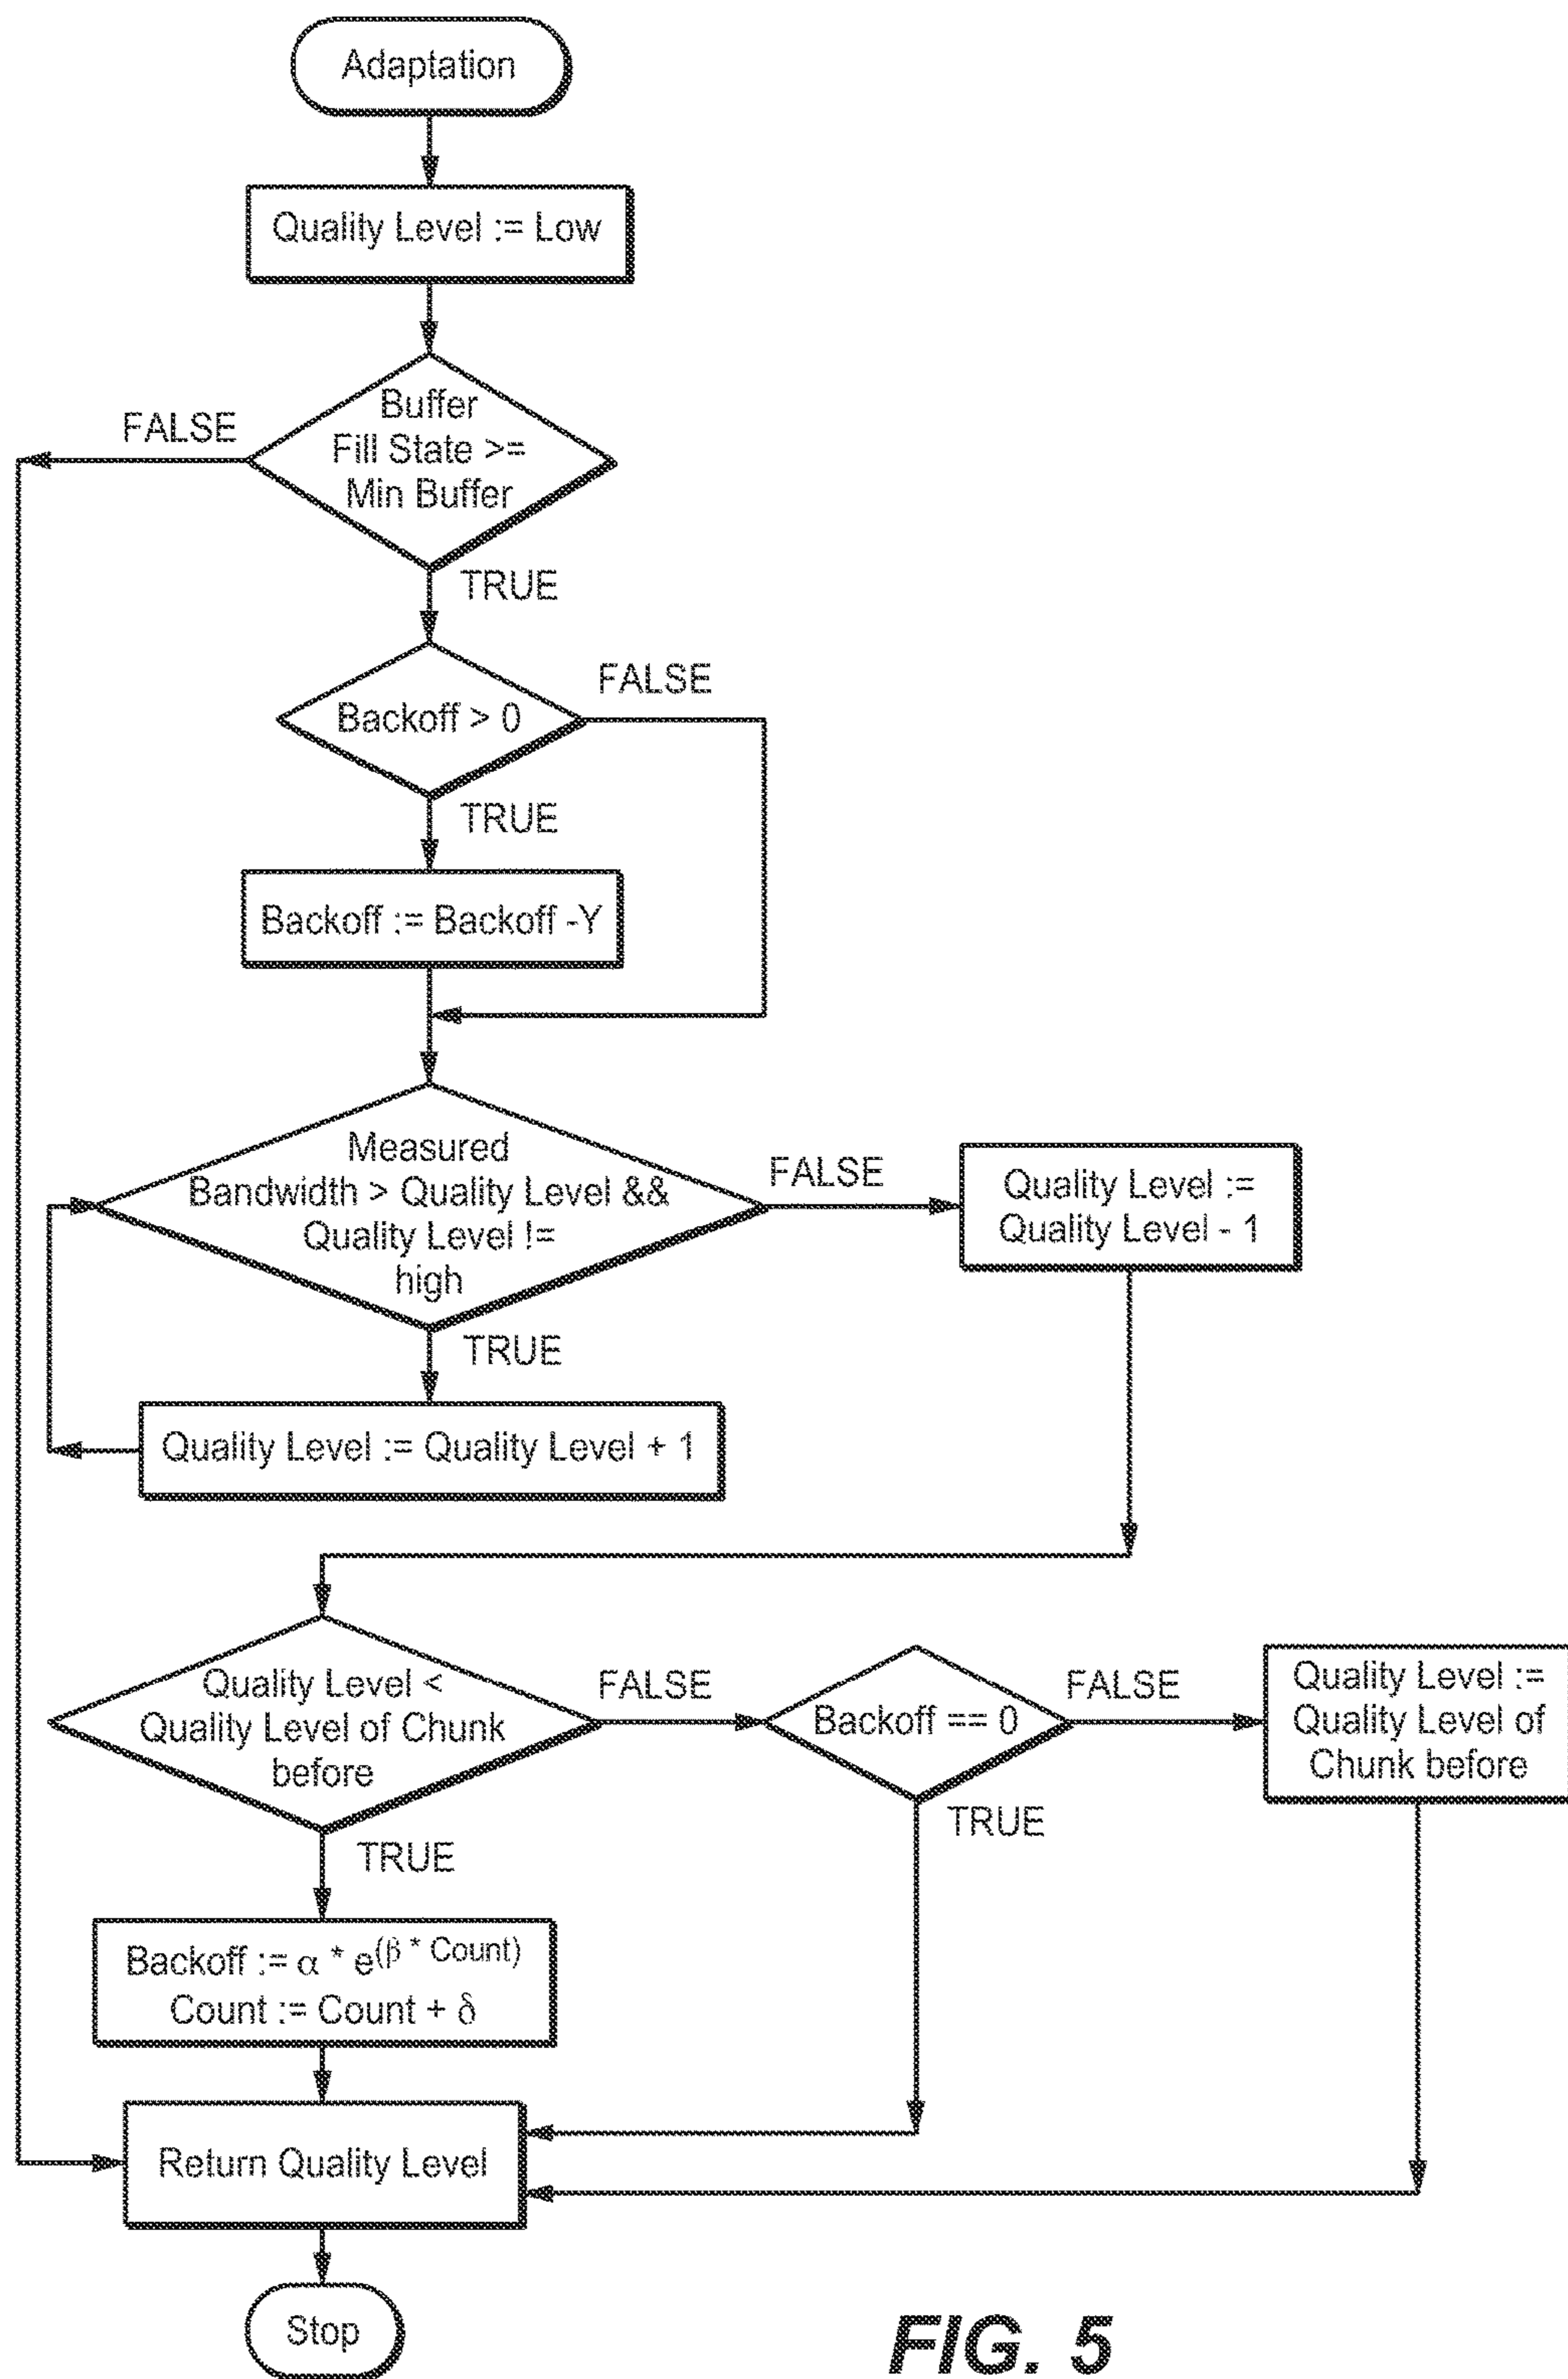 Adaptation
Quality Level := Low
Buffer
Fill State >=
Min Buffer
FALSE
TRUE
Backoff > 0
FALSE
TRUE
Backoff := Backoff -Y
Measured
Bandwidth > Quality Level &&
Quality Level !=
high
FALSE
Quality Level :=
Quality Level - 1
TRUE
Quality Level := Quality Level + 1
Quality Level <
Quality Level of Chunk
before
FALSE
Backoff == 0
FALSE
Quality Level :=
Quality Level of
Chunk before
TRUE
TRUE
Backoff := α * e(β * Count)
Count := Count + δ
Return Quality Level
Stop
FIG. 5